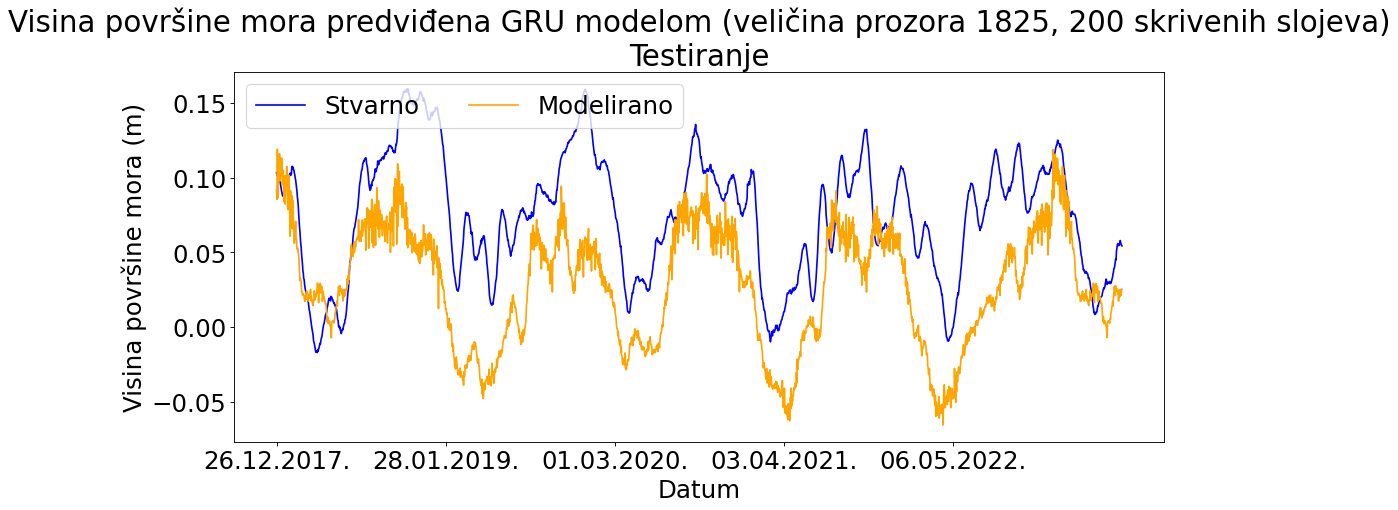 Visina površine mora predviđena GRU modelom (veličina prozora 1825, 200 skrivenih slojeva)
Testiranje
Stvarno Modelirano
Visina površine mora (m)
0.15
0.10
0.05
0.00
−0.05
26.12.2017. 28.01.2019. 01.03.2020. 03.04.2021. 06.05.2022.
Datum